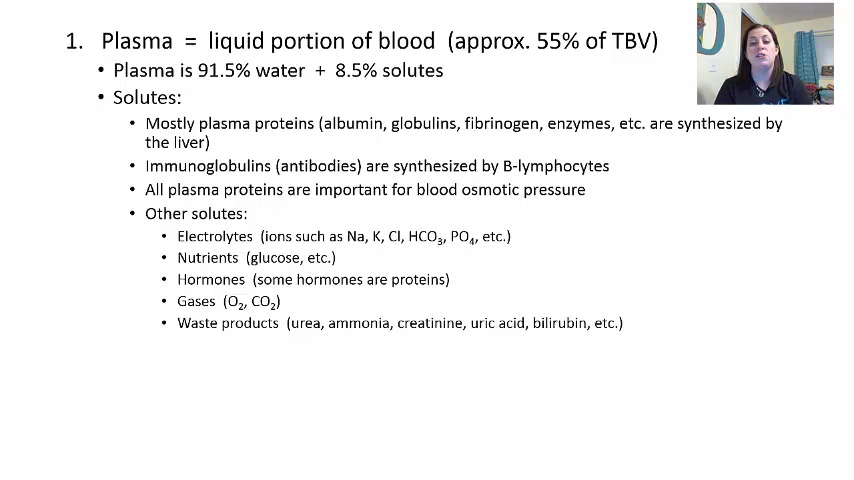 1. Plasma = liquid portion of blood (approx. 55% of TBV)
• Plasma is 91.5% water + 8.5% solutes
• Solutes:
• Mostly plasma proteins (albumin, globulins, fibrinogen, enzymes, etc. are synthesized by
the liver)
• Immunoglobulins (antibodies) are synthesized by B-lymphocytes
• All plasma proteins are important for blood osmotic pressure
• Other solutes:
• Electrolytes (ions such as Na, K, Cl, HCO₃, PO₄, etc.)
• Nutrients (glucose, etc.)
• Hormones (some hormones are proteins)
• Gases (O₂, CO₂)
• Waste products (urea, ammonia, creatinine, uric acid, bilirubin, etc.)